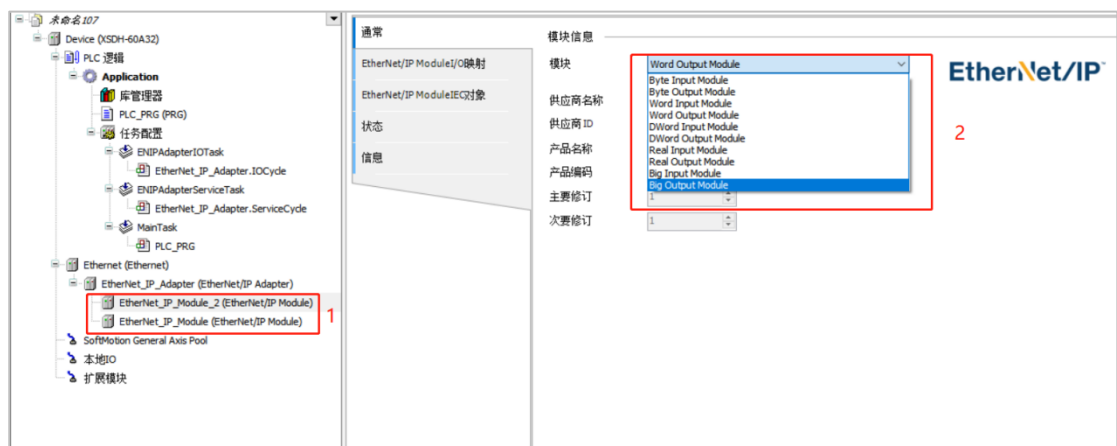 未命名107
Device (XSDH-60A32)
PLC 逻辑
Application
库管理器
PLC_PRG (PRG)
任务配置
ENIPAdapterIOTask
EtherNet_IP_Adapter.IOCycle
ENIPAdapterServiceTask
EtherNet_IP_Adapter.ServiceCycle
MainTask
PLC_PRG
Ethernet (Ethernet)
EtherNet_IP_Adapter (EtherNet/IP Adapter)
EtherNet_IP_Module_2 (EtherNet/IP Module)
EtherNet_IP_Module (EtherNet/IP Module)
1
SoftMotion General Axis Pool
本地IO
扩展模块
通常
EtherNet/IP ModuleI/O映射
EtherNet/IP ModuleIEC对象
状态
信息
模块信息
模块
Word Output Module
Byte Input Module
Byte Output Module
Word Input Module
Word Output Module
DWord Input Module
DWord Output Module
Real Input Module
Real Output Module
Big Input Module
Big Output Module
供应商名称
供应商 ID
产品名称
产品编码
主要修订
1
次要修订
1
EtherNet/IP™
2